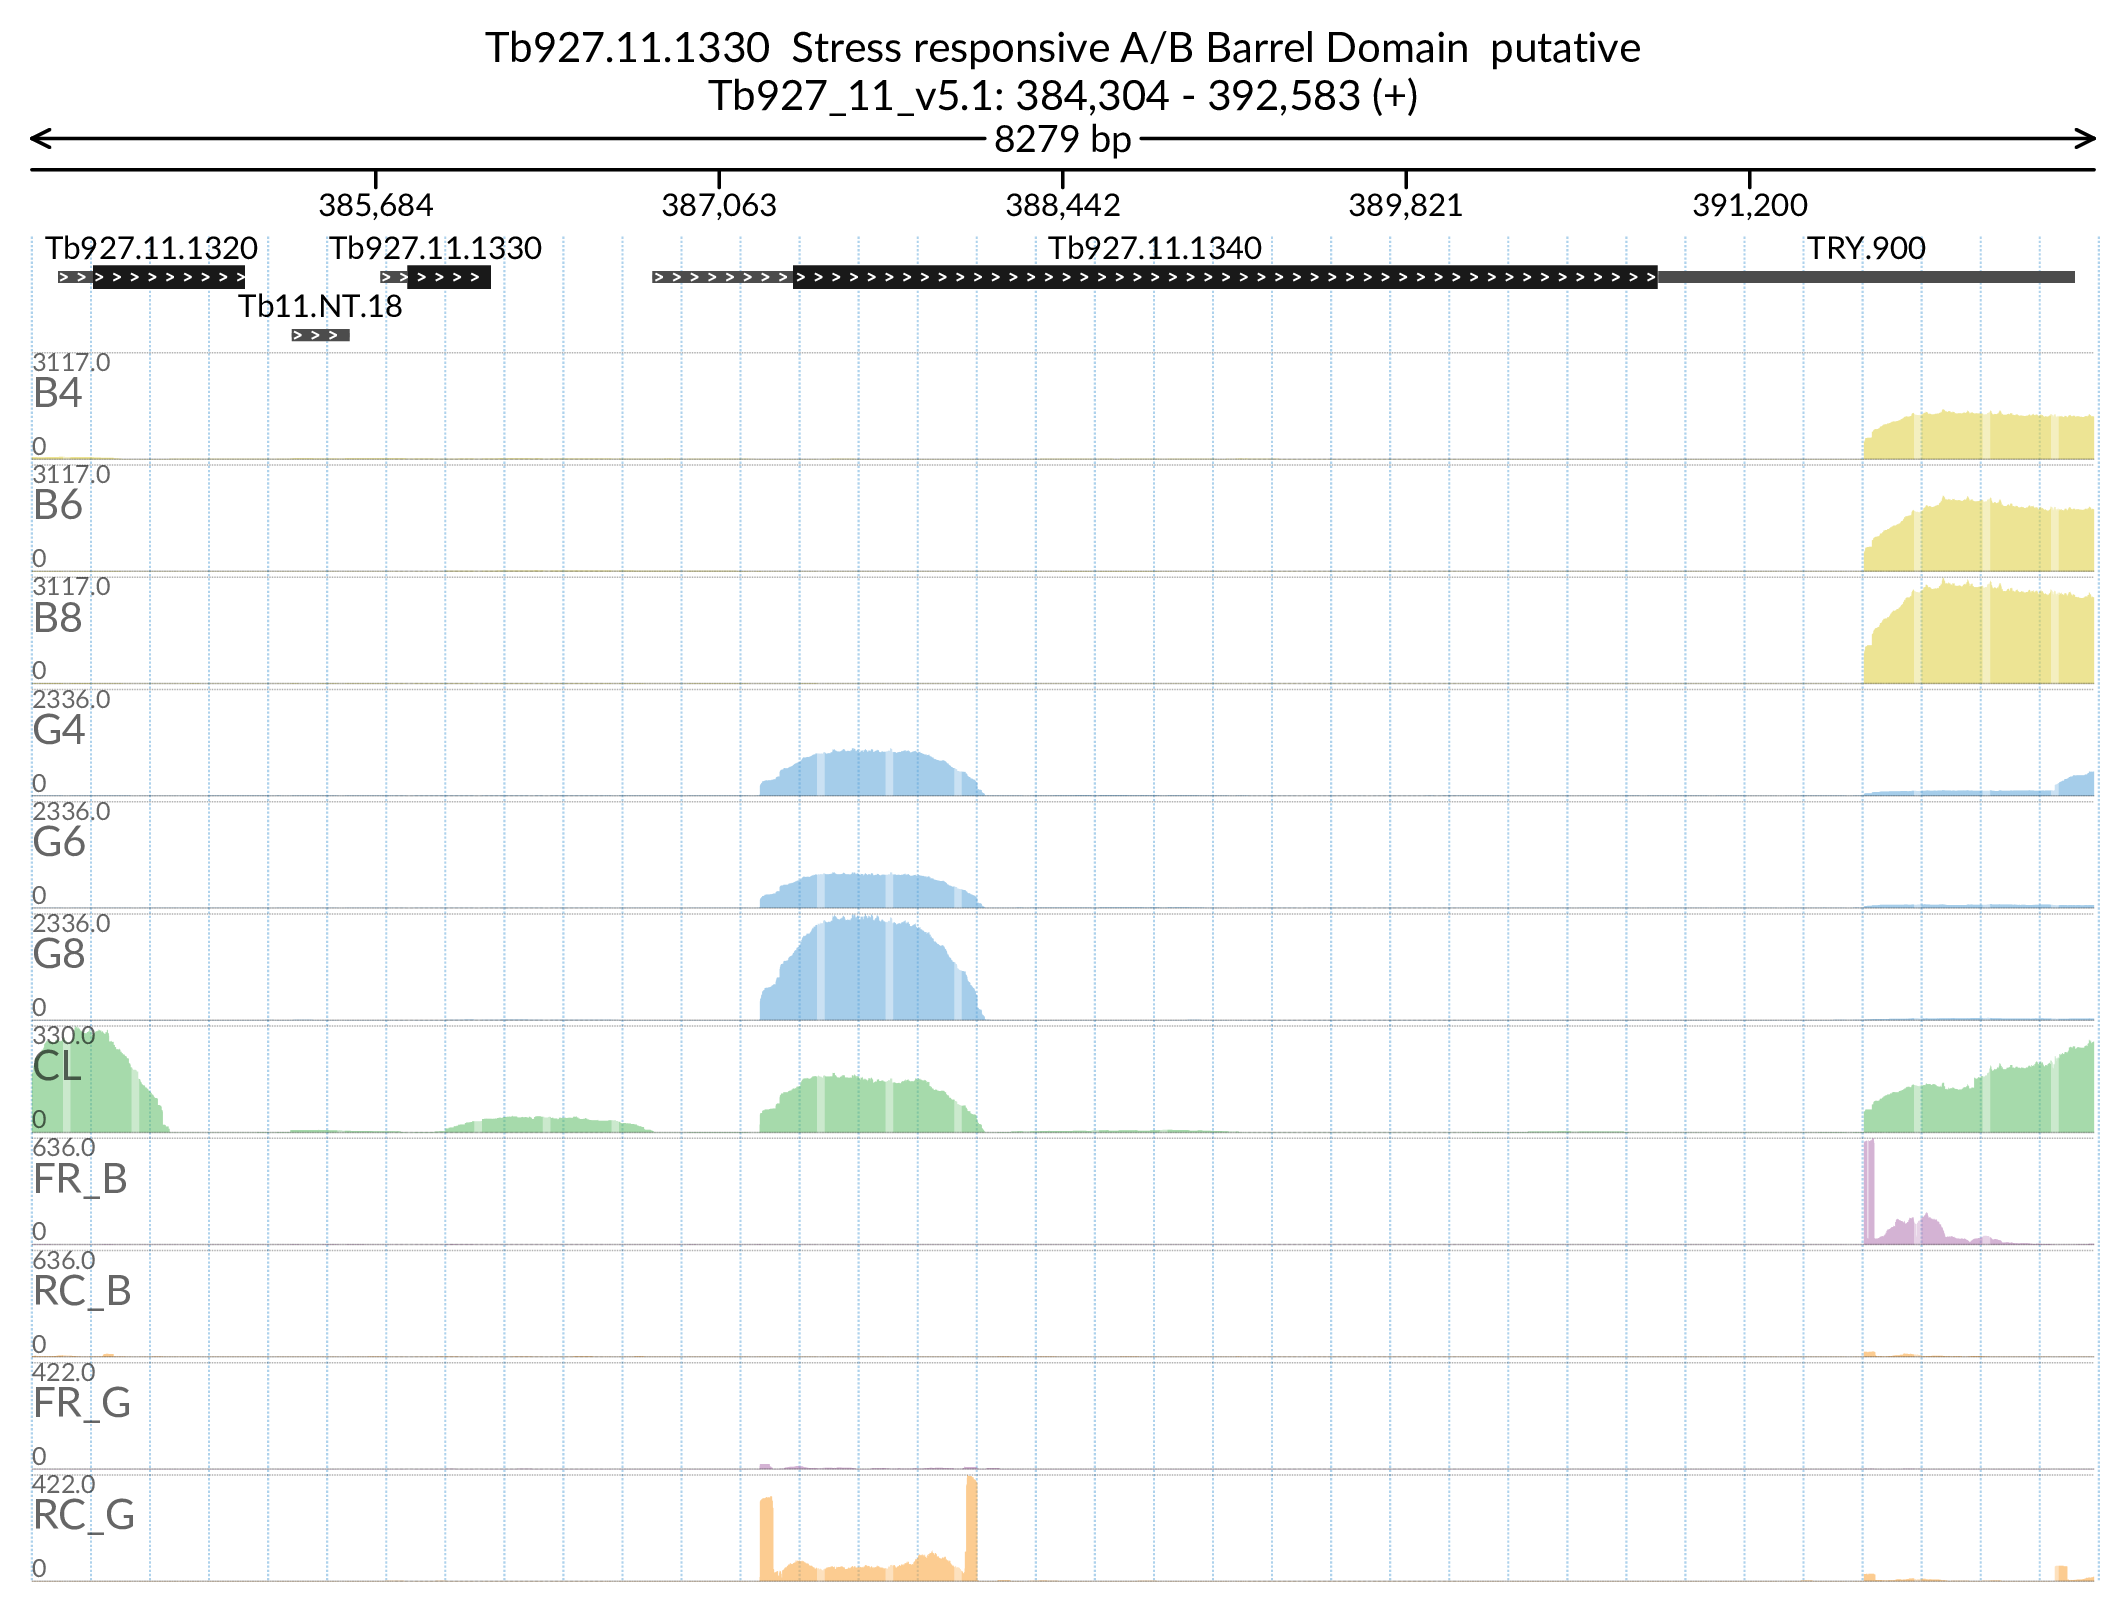 Tb927.11.1330  Stress responsive A/B Barrel Domain  putative
Tb927_11_v5.1: 384,304 - 392,583 (+)
8279 bp
385,684 387,063 388,442 389,821 391,200
Tb927.11.1320 Tb927.11.1330 Tb927.11.1340 TRY.900
Tb11.NT.18
3117.0
B4
0
3117.0
B6
0
3117.0
B8
0
2336.0
G4
0
2336.0
G6
0
2336.0
G8
0
330.0
CL
0
636.0
FR_B
0
636.0
RC_B
0
422.0
FR_G
0
422.0
RC_G
0